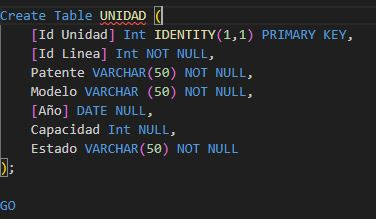 Create Table UNIDAD (
[Id Unidad] Int IDENTITY(1,1) PRIMARY KEY,
[Id Linea] Int NOT NULL,
Patente VARCHAR(50) NOT NULL,
Modelo VARCHAR (50) NOT NULL,
[Año] DATE NULL,
Capacidad Int NULL,
Estado VARCHAR(50) NOT NULL
);
GO